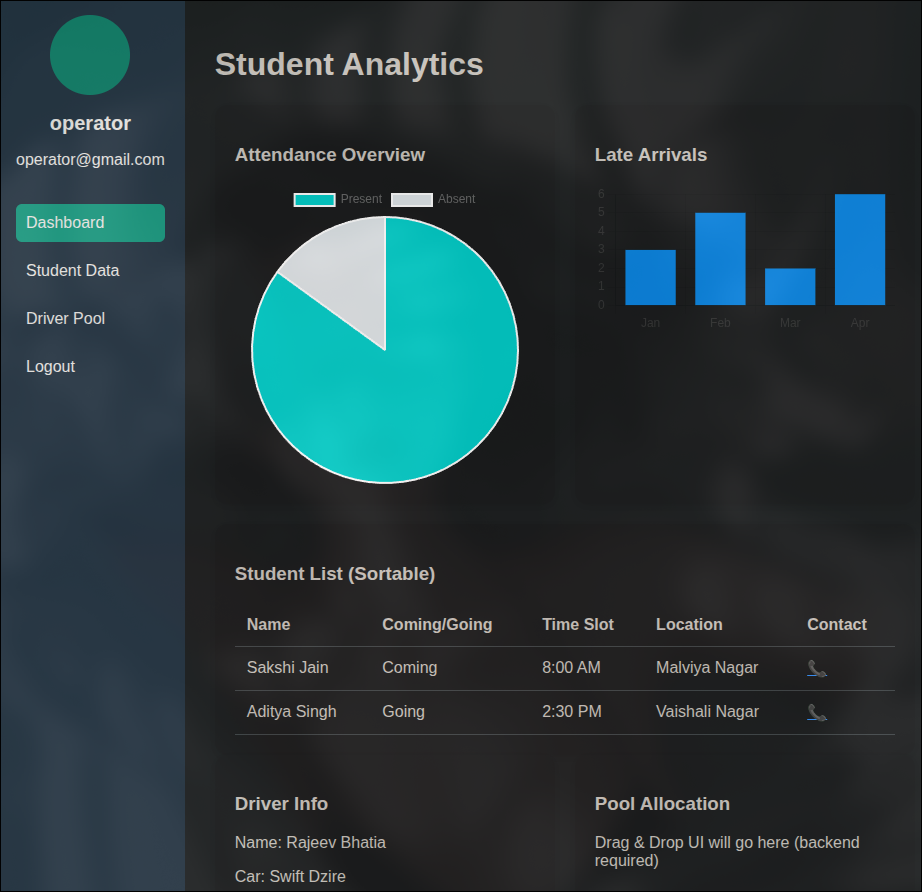 operator
operator@gmail.com
Dashboard
Student Data
Driver Pool
Logout
Student Analytics
Attendance Overview
Present Absent
Late Arrivals
6
5
4
3
2
1
0
Jan Feb Mar Apr
Student List (Sortable)
Name Coming/Going Time Slot Location Contact
Sakshi Jain Coming 8:00 AM Malviya Nagar
Aditya Singh Going 2:30 PM Vaishali Nagar
Driver Info
Name: Rajeev Bhatia
Car: Swift Dzire
Pool Allocation
Drag & Drop UI will go here (backend
required)